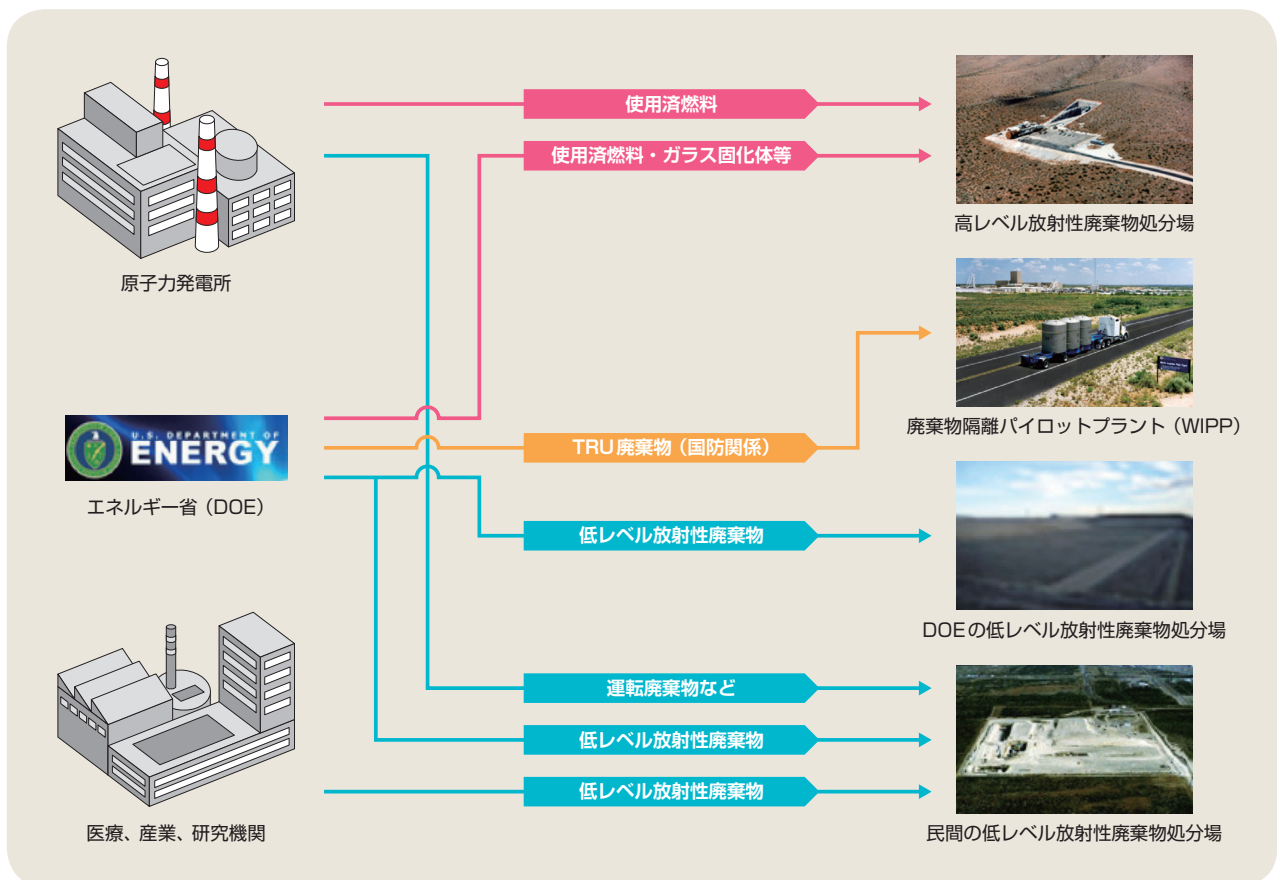 使用済燃料
使用済燃料・ガラス固化体等
高レベル放射性廃棄物処分場
原子力発電所
廃棄物隔離パイロットプラント（WIPP）
U.S. DEPARTMENT OF
ENERGY
TRU廃棄物（国防関係）
エネルギー省（DOE）
低レベル放射性廃棄物
DOEの低レベル放射性廃棄物処分場
運転廃棄物など
低レベル放射性廃棄物
低レベル放射性廃棄物
医療、産業、研究機関
民間の低レベル放射性廃棄物処分場